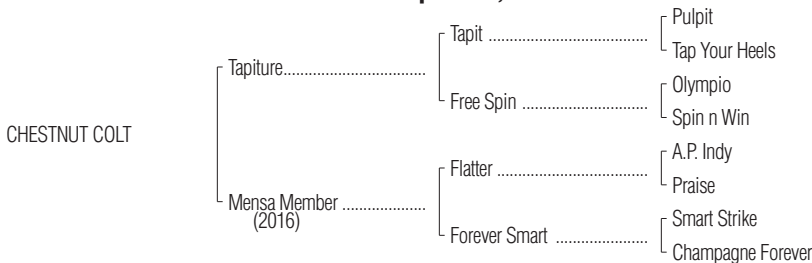 Pulpit
Tapit ......................................................
Tap Your Heels
Tapiture................................................
Olympio
Free Spin ..........................................
Spin n Win
CHESTNUT COLT
A.P. Indy
Flatter ..................................................
Praise
Mensa Member ............................
(2016)
Smart Strike
Forever Smart ..............................
Champagne Forever